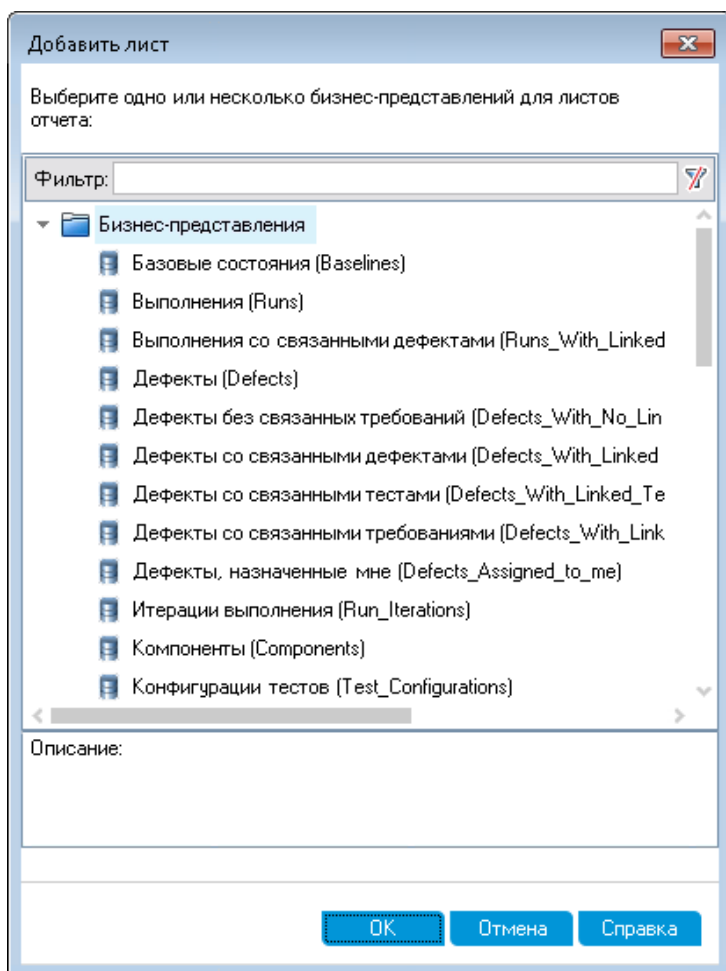 Добавить лист
Выберите одно или несколько бизнес-представлений для листов
отчета:
Фильтр:
Бизнес-представления
Базовые состояния (Baselines)
Выполнения (Runs)
Выполнения со связанными дефектами (Runs_With_Linked
Дефекты (Defects)
Дефекты без связанных требований (Defects_With_No_Lin
Дефекты со связанными дефектами (Defects_With_Linked
Дефекты со связанными тестами (Defects_With_Linked_Te
Дефекты со связанными требованиями (Defects_With_Link
Дефекты, назначенные мне (Defects_Assigned_to_me)
Итерации выполнения (Run_Iterations)
Компоненты (Components)
Конфигурации тестов (Test_Configurations)
Описание:
OK Отмена Справка